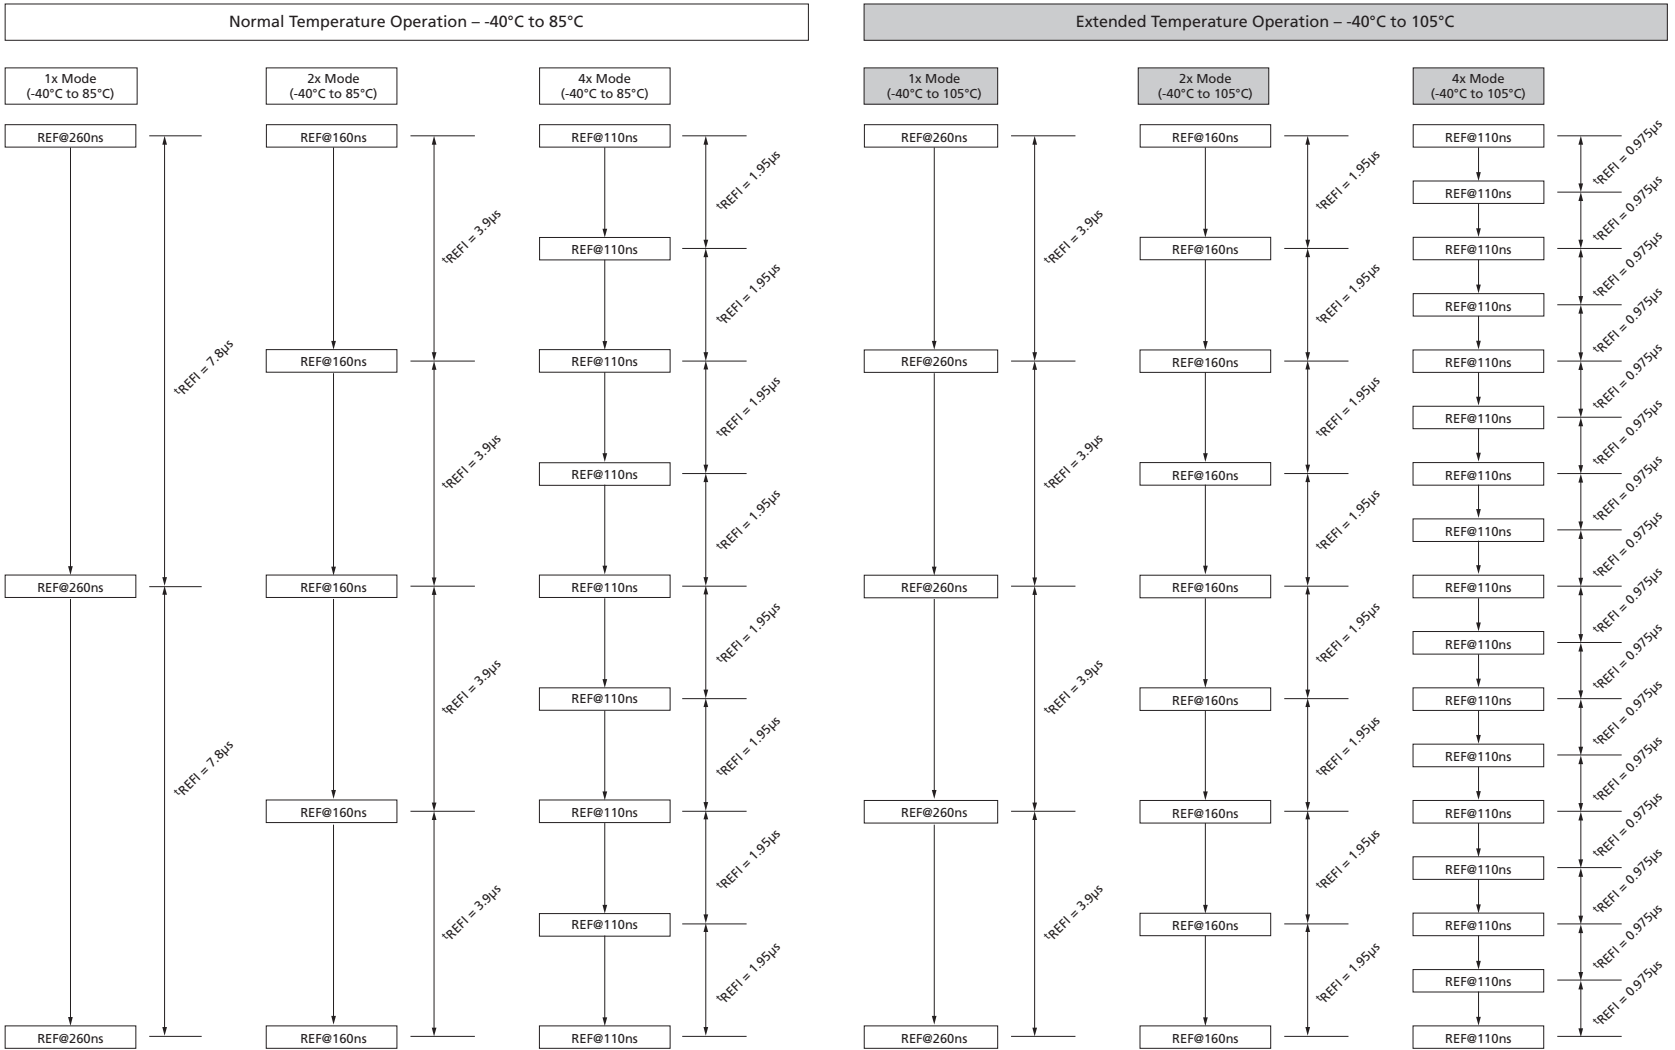 Normal Temperature Operation – -40°C to 85°C
1x Mode
(-40°C to 85°C)
REF@260ns
tREFI = 7.8µs
REF@260ns
tREFI = 7.8µs
REF@260ns
2x Mode
(-40°C to 85°C)
REF@160ns
tREFI = 3.9µs
REF@160ns
tREFI = 3.9µs
REF@160ns
tREFI = 3.9µs
REF@160ns
tREFI = 3.9µs
REF@160ns
4x Mode
(-40°C to 85°C)
REF@110ns
tREFI = 1.95µs
REF@110ns
tREFI = 1.95µs
REF@110ns
tREFI = 1.95µs
REF@110ns
tREFI = 1.95µs
REF@110ns
tREFI = 1.95µs
REF@110ns
tREFI = 1.95µs
REF@110ns
tREFI = 1.95µs
REF@110ns
tREFI = 1.95µs
REF@110ns
Extended Temperature Operation – -40°C to 105°C
1x Mode
(-40°C to 105°C)
REF@260ns
tREFI = 3.9µs
REF@260ns
tREFI = 3.9µs
REF@260ns
tREFI = 3.9µs
REF@260ns
tREFI = 3.9µs
REF@260ns
2x Mode
(-40°C to 105°C)
REF@160ns
tREFI = 1.95µs
REF@160ns
tREFI = 1.95µs
REF@160ns
tREFI = 1.95µs
REF@160ns
tREFI = 1.95µs
REF@160ns
tREFI = 1.95µs
REF@160ns
tREFI = 1.95µs
REF@160ns
tREFI = 1.95µs
REF@160ns
tREFI = 1.95µs
REF@160ns
4x Mode
(-40°C to 105°C)
REF@110ns
tREFI = 0.975µs
REF@110ns
tREFI = 0.975µs
REF@110ns
tREFI = 0.975µs
REF@110ns
tREFI = 0.975µs
REF@110ns
tREFI = 0.975µs
REF@110ns
tREFI = 0.975µs
REF@110ns
tREFI = 0.975µs
REF@110ns
tREFI = 0.975µs
REF@110ns
tREFI = 0.975µs
REF@110ns
tREFI = 0.975µs
REF@110ns
tREFI = 0.975µs
REF@110ns
tREFI = 0.975µs
REF@110ns
tREFI = 0.975µs
REF@110ns
tREFI = 0.975µs
REF@110ns
tREFI = 0.975µs
REF@110ns
tREFI = 0.975µs
REF@110ns